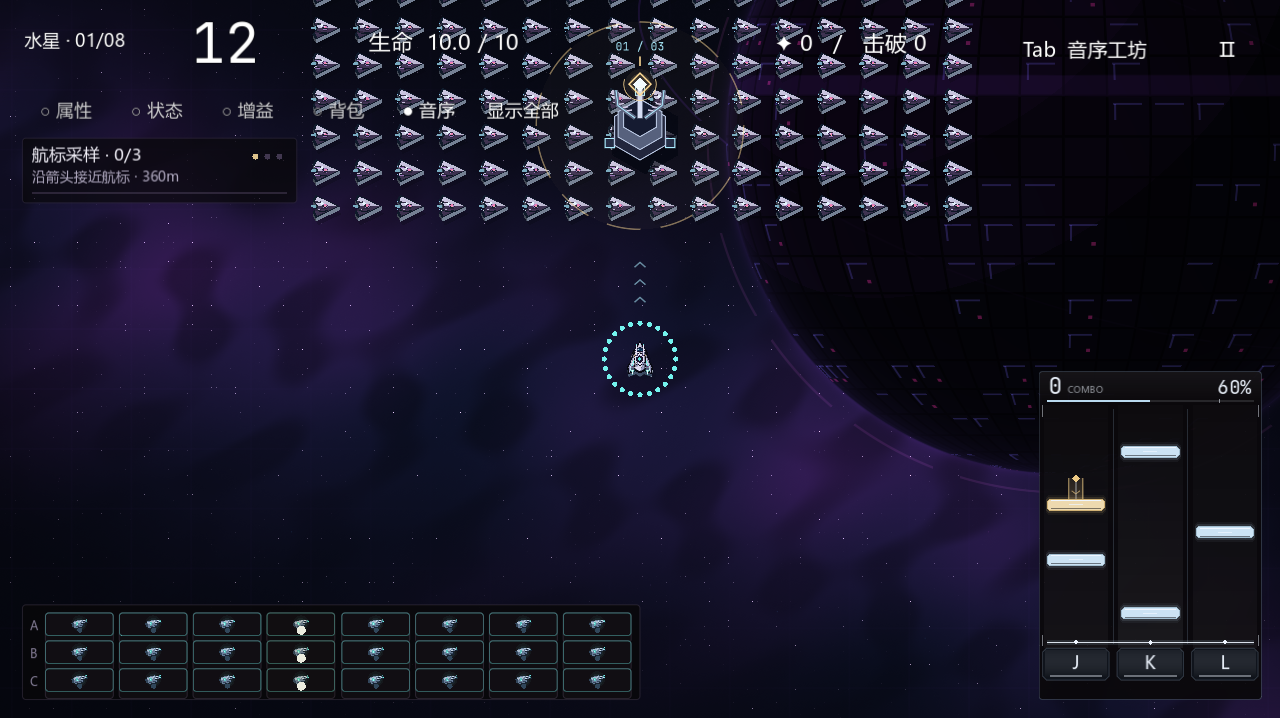 水星 · 01/08
12
生命 10.0 / 10
01 / 03
✦ 0 / 击破 0
Tab 音序工坊
Ⅱ
○ 属性 ○ 状态 ○ 增益 ○ 背包 ● 音序 显示全部
航标采样 · 0/3
沿箭头接近航标 · 360m
0 COMBO 60%
J K L
A
B
C